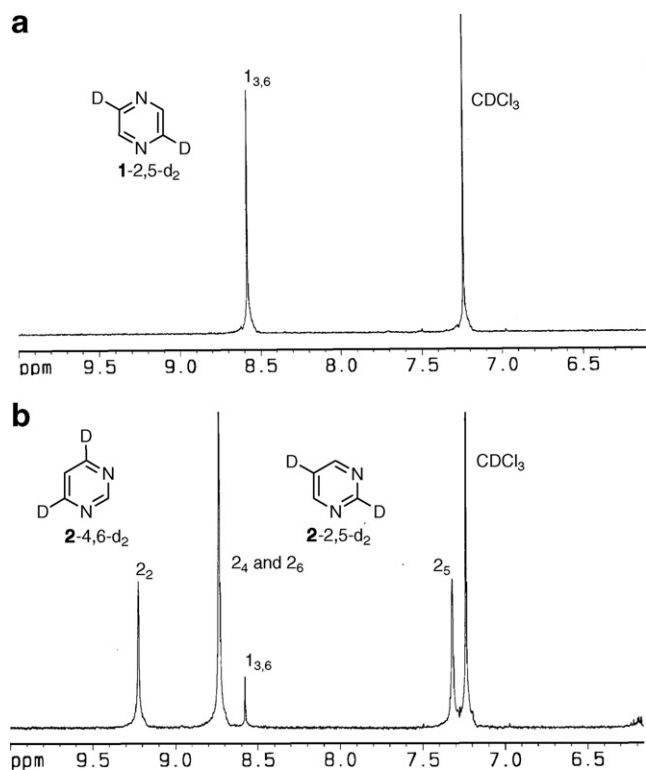 a
D
N
N
D
1-2,5-d₂
1₃,₆
CDCl₃
ppm 9.5 9.0 8.5 8.0 7.5 7.0 6.5
b
D
N
D
N
2-4,6-d₂
2₂
2₄ and 2₆
1₃,₆
D
N
N
D
2-2,5-d₂
2₅
CDCl₃
ppm 9.5 9.0 8.5 8.0 7.5 7.0 6.5